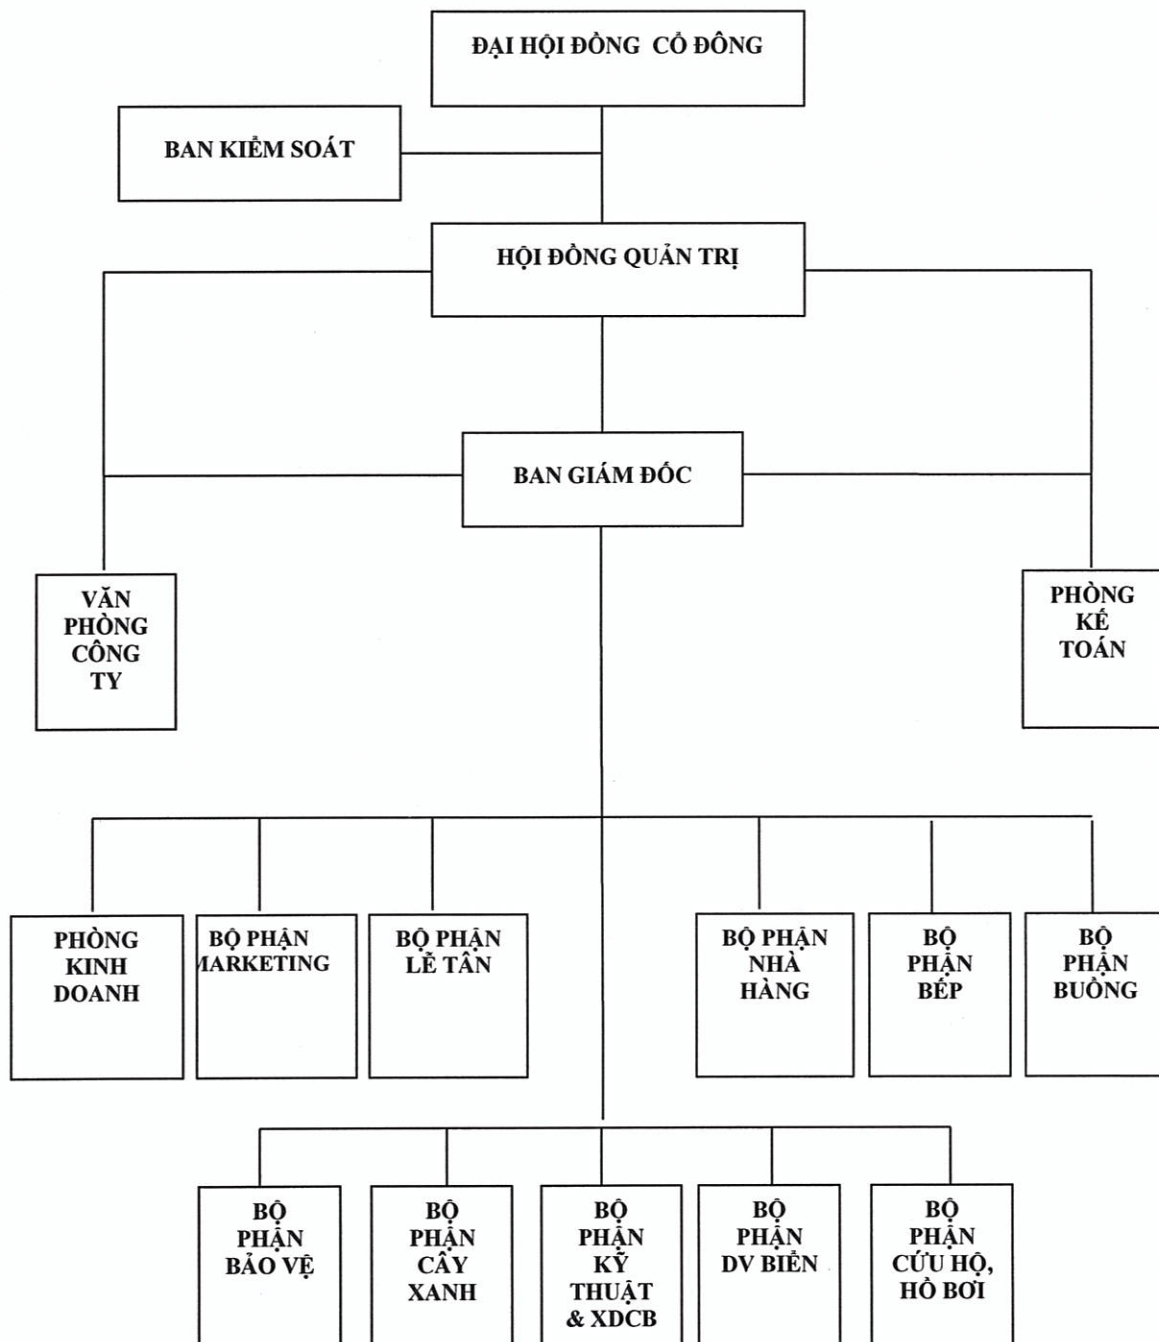 ĐẠI HỘI ĐỒNG CỔ ĐÔNG
BAN KIỂM SOÁT
HỘI ĐỒNG QUẢN TRỊ
BAN GIÁM ĐỐC
VĂN
PHÒNG
CÔNG
TY
PHÒNG
KẾ
TOÁN
PHÒNG
KINH
DOANH
BỘ PHẬN
MARKETING
BỘ PHẬN
LỄ TÂN
BỘ PHẬN
NHÀ
HÀNG
BỘ
PHẬN
BẾP
BỘ
PHẬN
BUỒNG
BỘ
PHẬN
BẢO VỆ
BỘ
PHẬN
CÂY
XANH
BỘ
PHẬN
KỸ
THUẬT
& XDCB
BỘ
PHẬN
DV BIỂN
BỘ
PHẬN
CỨU HỘ,
HỒ BƠI